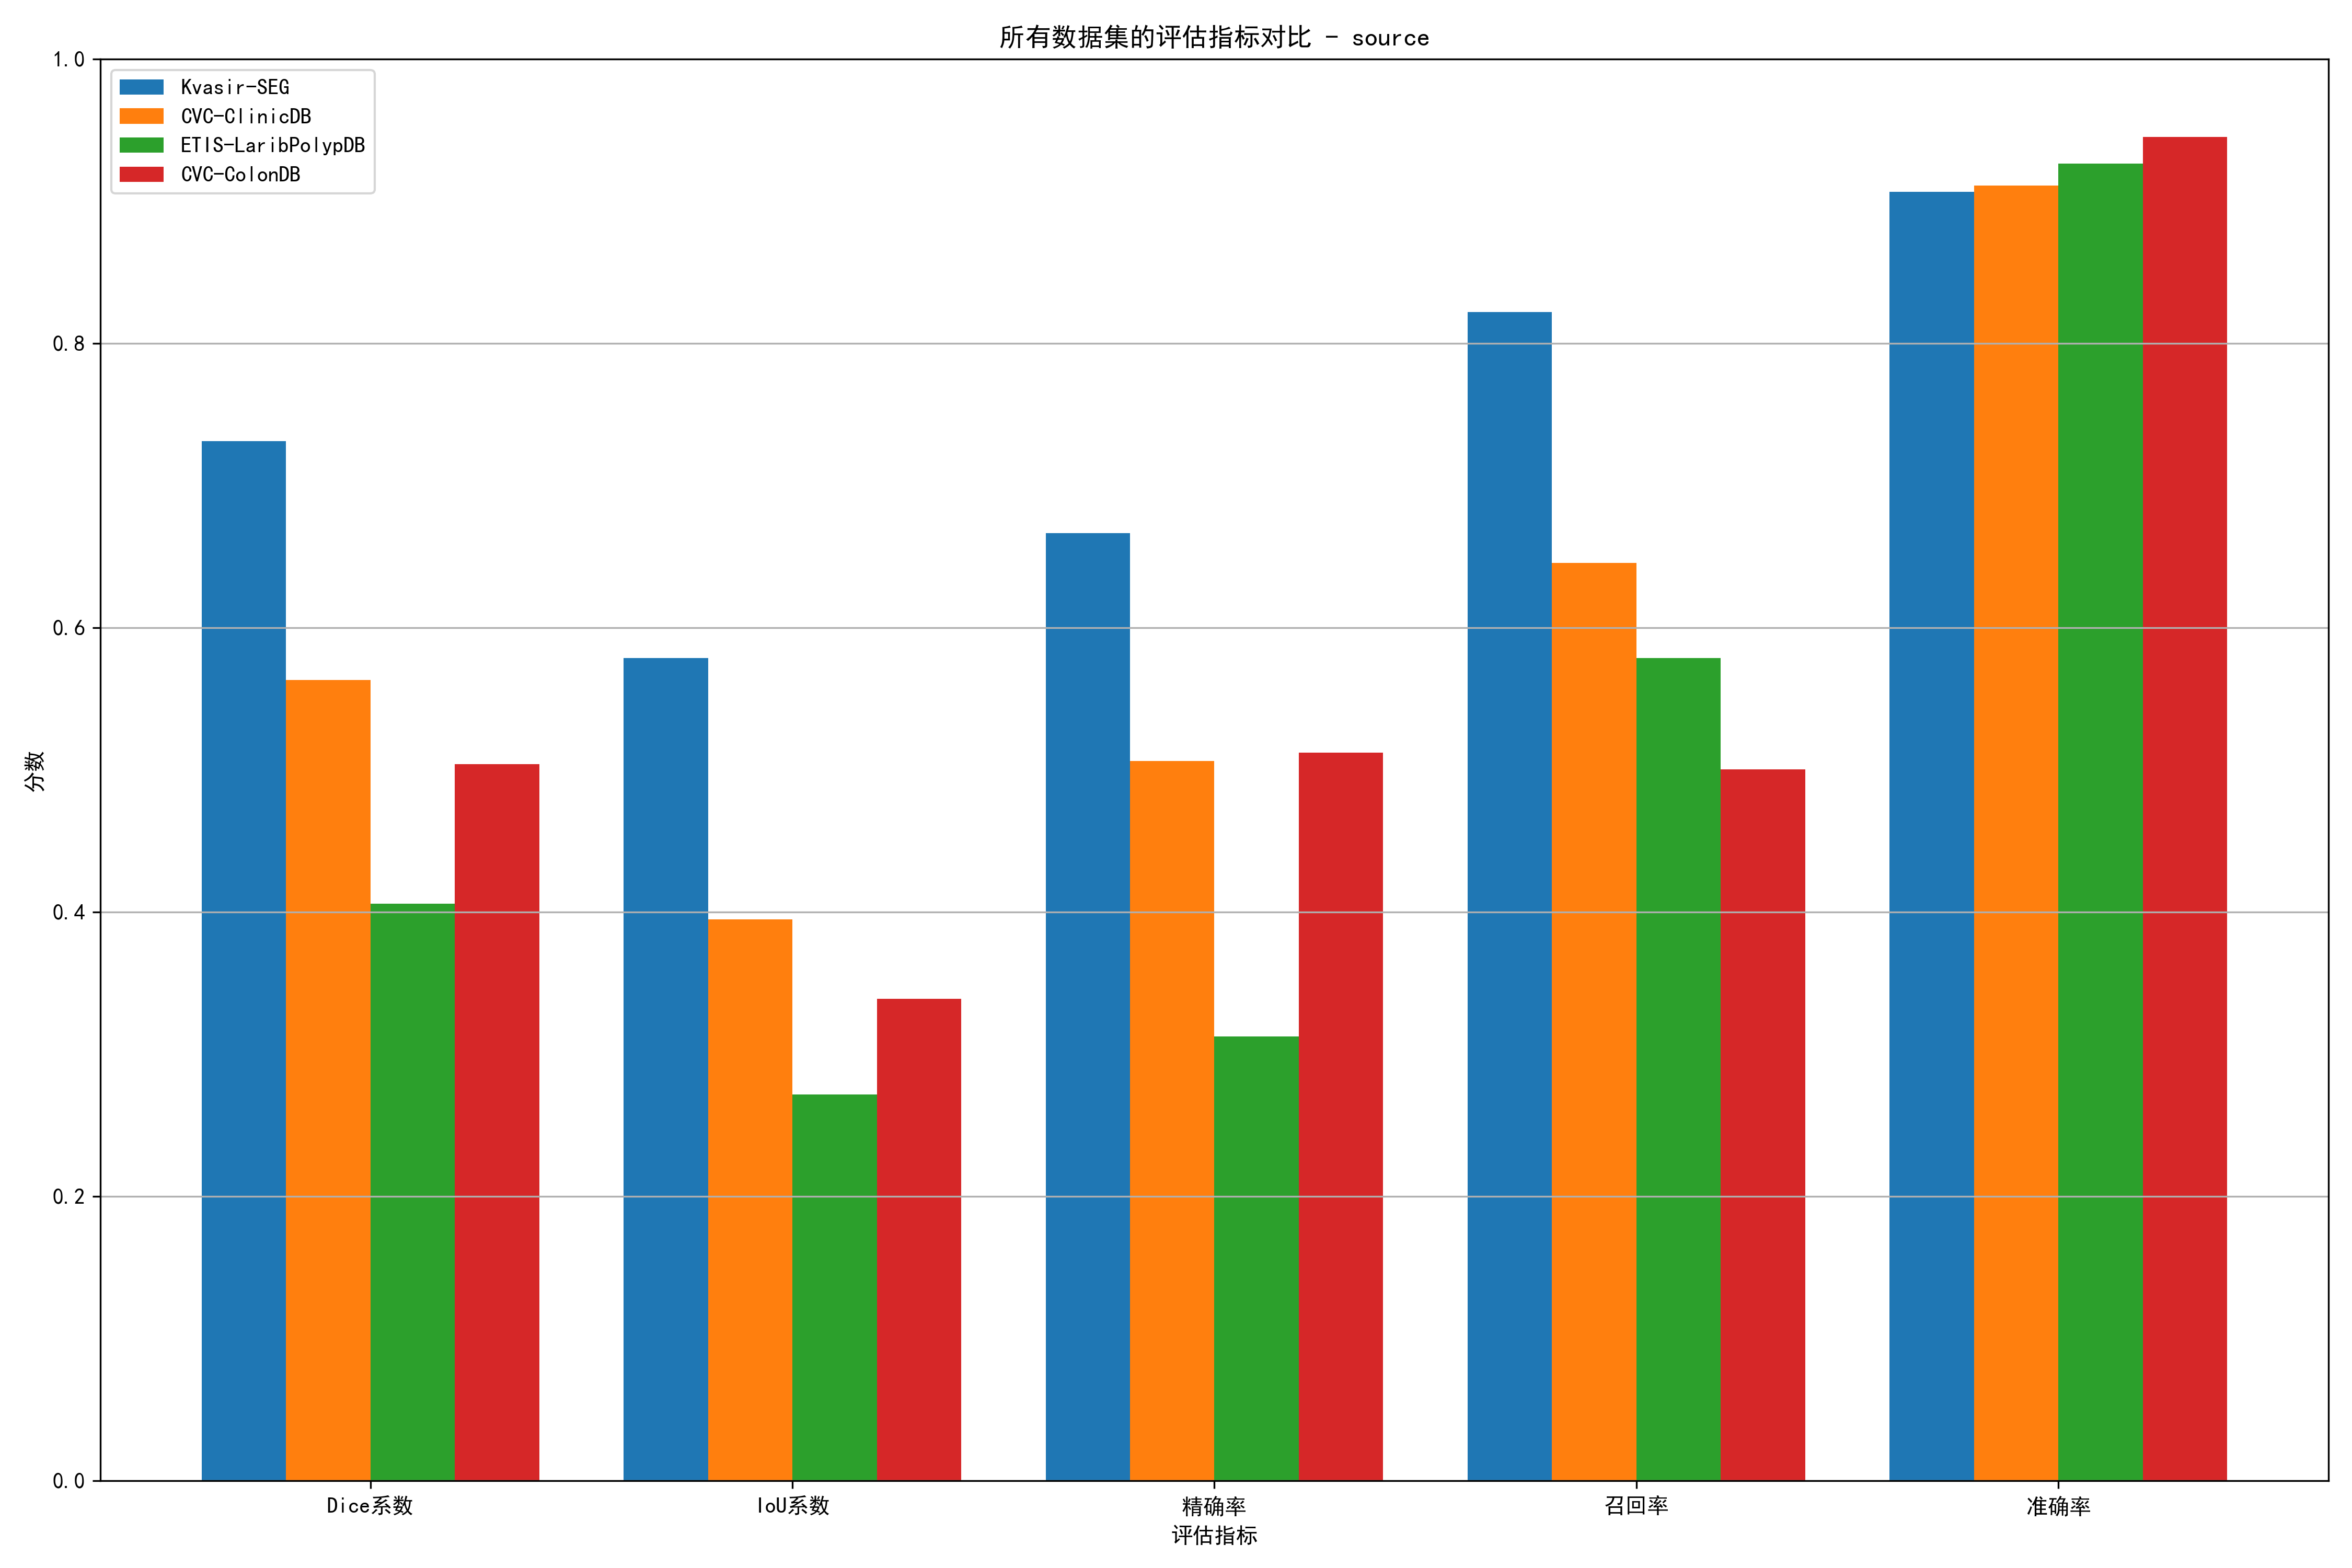 所有数据集的评估指标对比 - source
Kvasir-SEG
CVC-ClinicDB
ETIS-LaribPolypDB
CVC-ColonDB
分数
1.0
0.8
0.6
0.4
0.2
0.0
Dice系数
IoU系数
精确率
召回率
准确率
评估指标